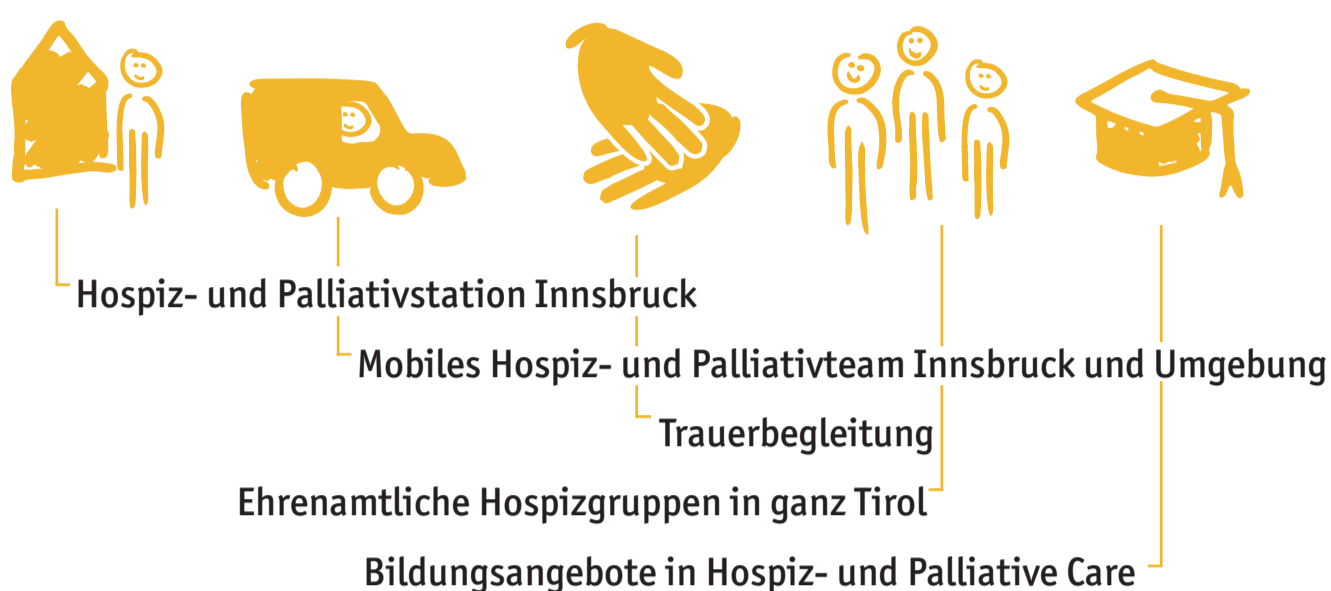 Hospiz- und Palliativstation Innsbruck
Mobiles Hospiz- und Palliativteam Innsbruck und Umgebung
Trauerbegleitung
Ehrenamtliche Hospizgruppen in ganz Tirol
Bildungsangebote in Hospiz- und Palliative Care